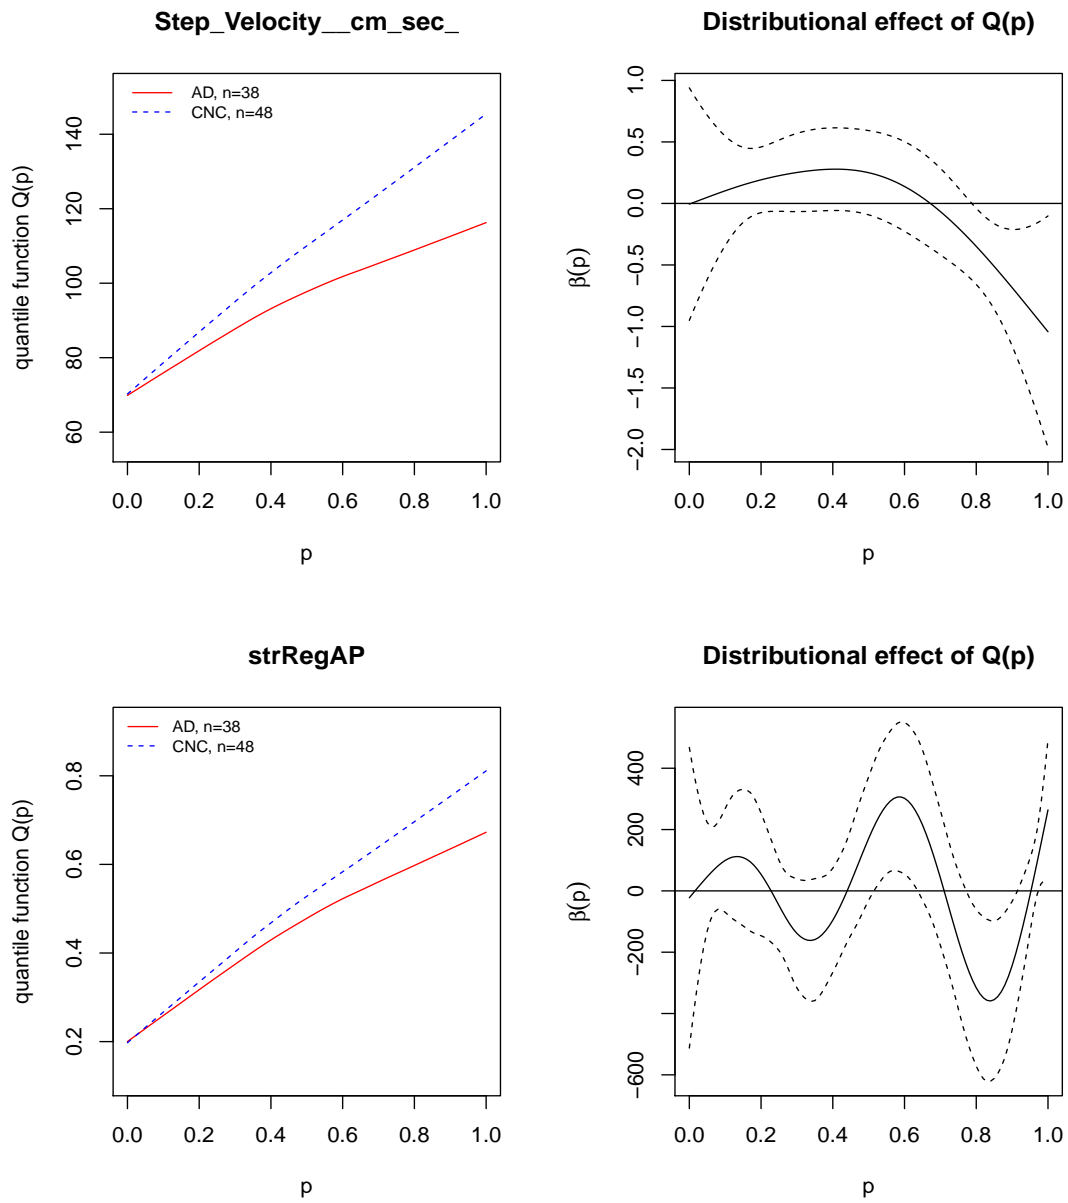 Step_Velocity__cm_sec_
AD, n=38
CNC, n=48
quantile function Q(p)
60
80
100
120
140
0.0 0.2 0.4 0.6 0.8 1.0
p
Distributional effect of Q(p)
β(p)
−2.0
−1.5
−1.0
−0.5
0.0
0.5
1.0
0.0 0.2 0.4 0.6 0.8 1.0
p
strRegAP
AD, n=38
CNC, n=48
quantile function Q(p)
0.2
0.4
0.6
0.8
0.0 0.2 0.4 0.6 0.8 1.0
p
Distributional effect of Q(p)
β(p)
−600
−200
0
200
400
0.0 0.2 0.4 0.6 0.8 1.0
p